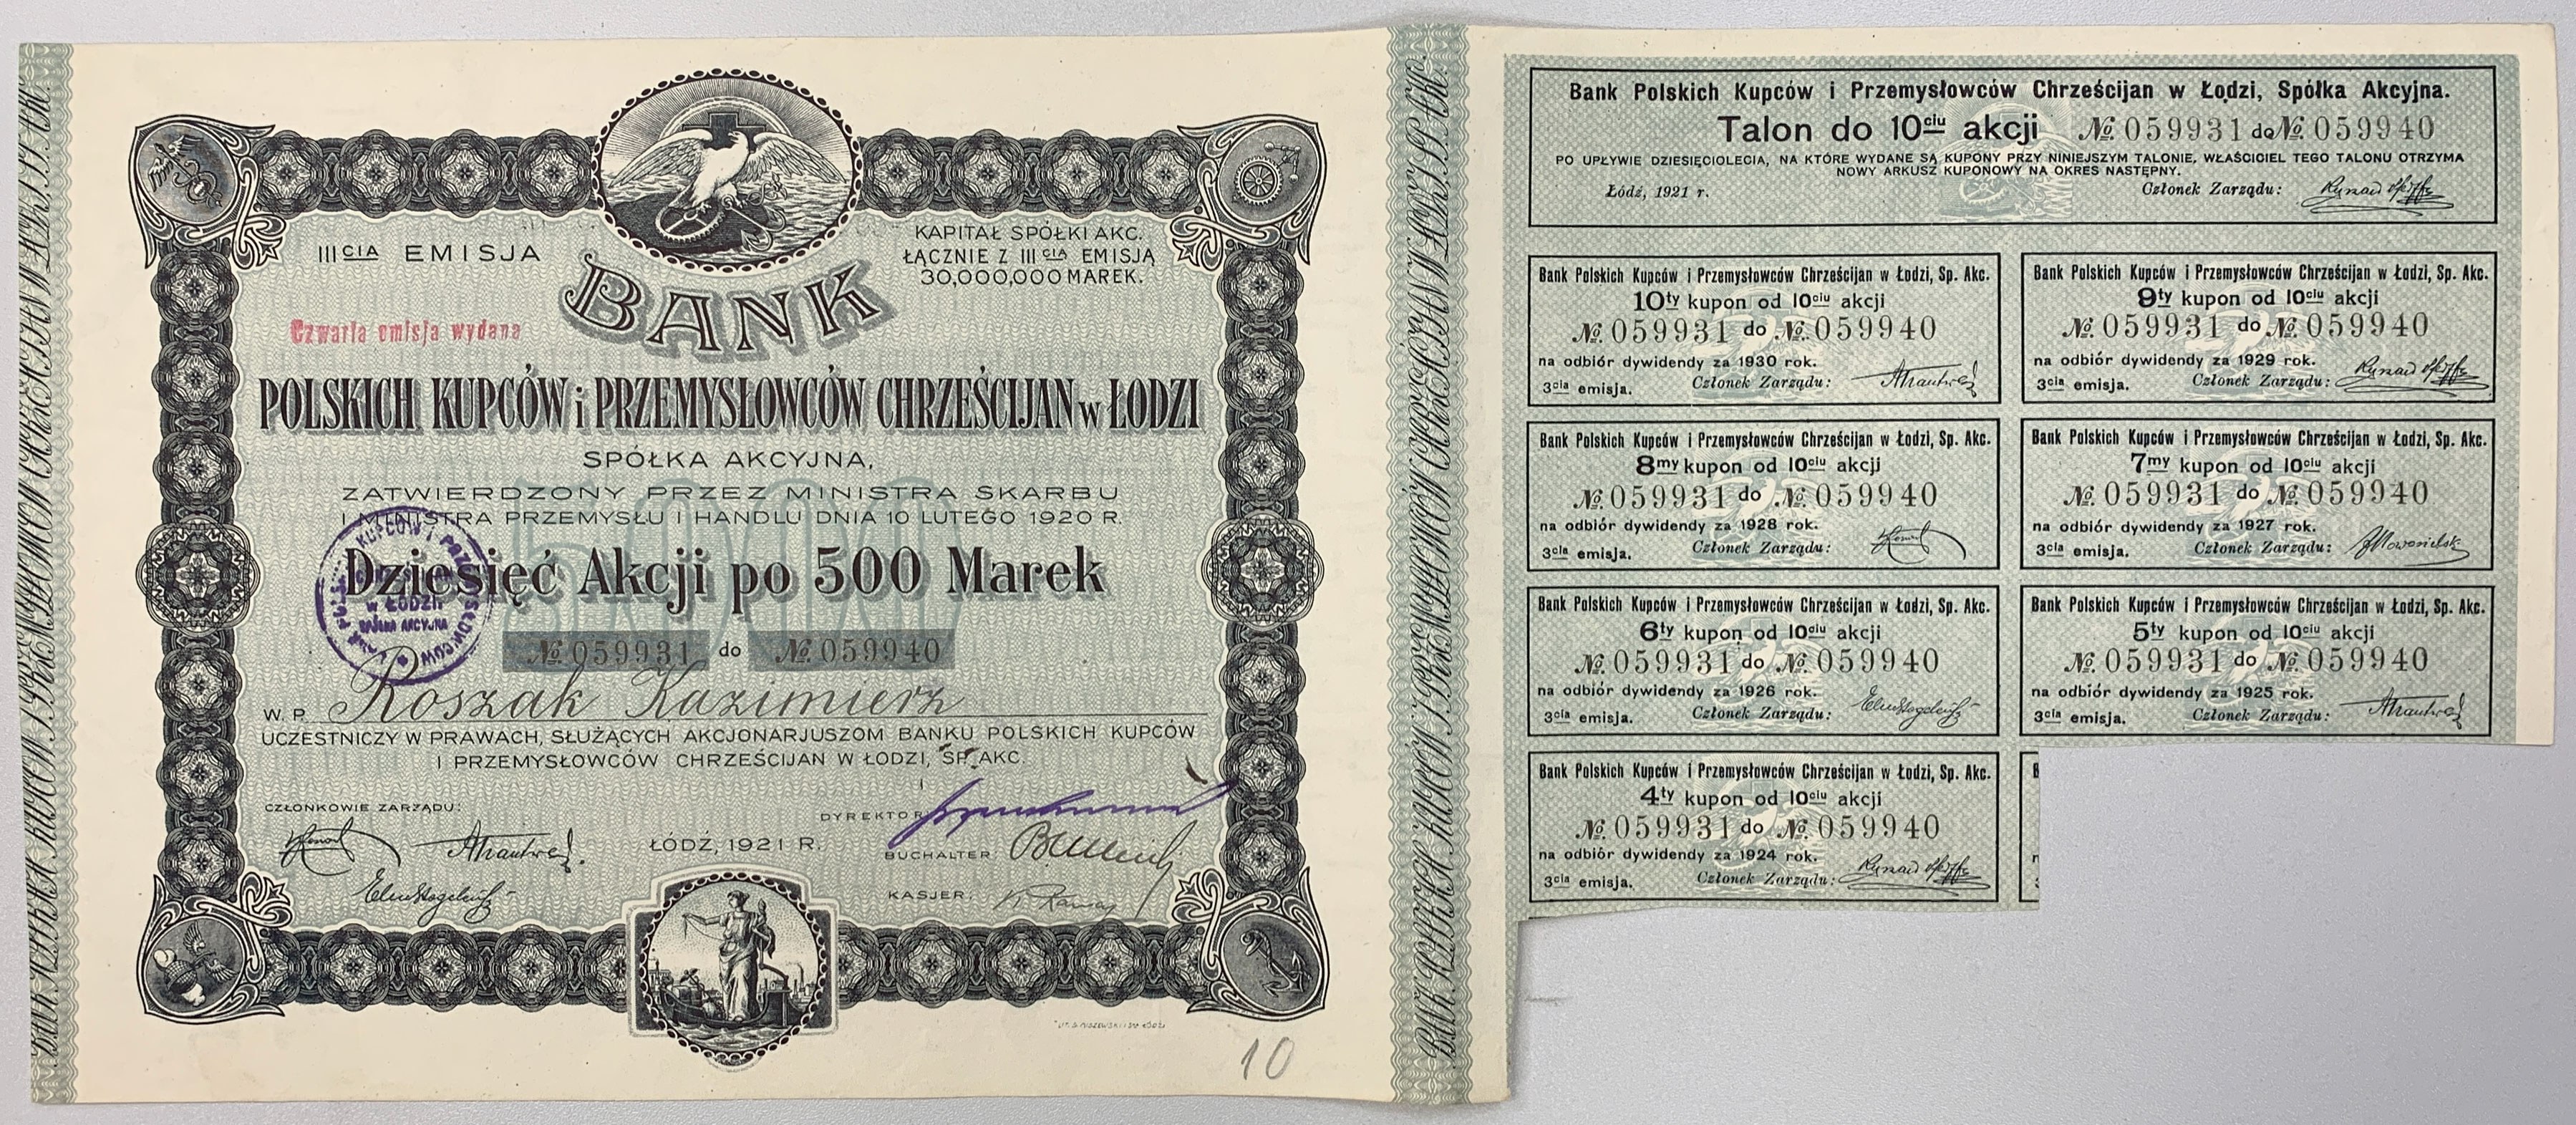 IIICIA EMISJA
KAPITAŁ SPÓŁKI AKC.
ŁĄCZNIE Z IIICIA EMISJĄ
30,000,000 MAREK.
Czwarta emisja wydana
BANK
POLSKICH KUPCÓW i PRZEMYSŁOWCÓW CHRZEŚCIJAN w ŁODZI
SPÓŁKA AKCYJNA,
ZATWIERDZONY PRZEZ MINISTRA SKARBU
I MINISTRA PRZEMYSŁU I HANDLU DNIA 10 LUTEGO 1920 R.
5000
Dziesięć Akcji po 500 Marek
w ŁODZI.
SPÓŁKA AKCYJNA
№ 059931 do № 059940
W. P. Roszak Kazimierz
UCZESTNICZY W PRAWACH, SŁUŻĄCYCH AKCJONARJUSZOM BANKU POLSKICH KUPCÓW
I PRZEMYSŁOWCÓW CHRZEŚCIJAN W ŁODZI, SP. AKC.
CZŁONKOWIE ZARZĄDU:
DYREKTOR
ŁÓDŹ, 1921 R.
BUCHALTER:
KASJER:
10
Bank Polskich Kupców i Przemysłowców Chrześcijan w Łodzi, Spółka Akcyjna.
Talon do 10ciu akcji № 059931 do № 059940
PO UPŁYWIE DZIESIĘCIOLECIA, NA KTÓRE WYDANE SĄ KUPONY PRZY NINIEJSZYM TALONIE, WŁAŚCICIEL TEGO TALONU OTRZYMA
NOWY ARKUSZ KUPONOWY NA OKRES NASTĘPNY.
Łódź, 1921 r. Członek Zarządu:
Bank Polskich Kupców i Przemysłowców Chrześcijan w Łodzi, Sp. Akc.
10ty kupon od 10ciu akcji
№ 059931 do № 059940
na odbiór dywidendy za 1930 rok.
3cia emisja. Członek Zarządu:
Bank Polskich Kupców i Przemysłowców Chrześcijan w Łodzi, Sp. Akc.
9ty kupon od 10ciu akcji
№ 059931 do № 059940
na odbiór dywidendy za 1929 rok.
3cia emisja. Członek Zarządu:
Bank Polskich Kupców i Przemysłowców Chrześcijan w Łodzi, Sp. Akc.
8my kupon od 10ciu akcji
№ 059931 do № 059940
na odbiór dywidendy za 1928 rok.
3cia emisja. Członek Zarządu:
Bank Polskich Kupców i Przemysłowców Chrześcijan w Łodzi, Sp. Akc.
7my kupon od 10ciu akcji
№ 059931 do № 059940
na odbiór dywidendy za 1927 rok.
3cia emisja. Członek Zarządu:
Bank Polskich Kupców i Przemysłowców Chrześcijan w Łodzi, Sp. Akc.
6ty kupon od 10ciu akcji
№ 059931 do № 059940
na odbiór dywidendy za 1926 rok.
3cia emisja. Członek Zarządu:
Bank Polskich Kupców i Przemysłowców Chrześcijan w Łodzi, Sp. Akc.
5ty kupon od 10ciu akcji
№ 059931 do № 059940
na odbiór dywidendy za 1925 rok.
3cia emisja. Członek Zarządu:
Bank Polskich Kupców i Przemysłowców Chrześcijan w Łodzi, Sp. Akc.
4ty kupon od 10ciu akcji
№ 059931 do № 059940
na odbiór dywidendy za 1924 rok.
3cia emisja. Członek Zarządu: